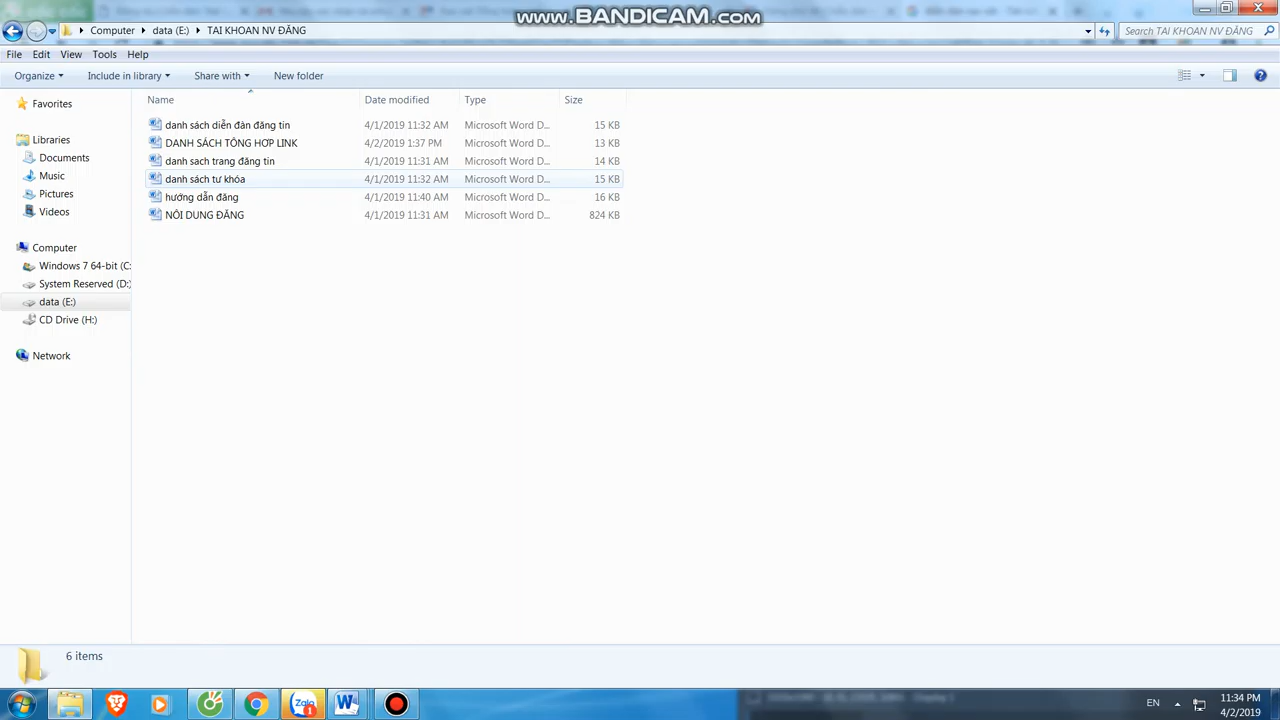 www.BANDICAM.com
Computer data (E:) TAI KHOAN NV ĐĂNG
Search TAI KHOAN NV ĐĂNG
File Edit View Tools Help
Organize Include in library Share with New folder
Name Date modified Type Size
Favorites
Libraries
Documents
Music
Pictures
Videos
Computer
Windows 7 64-bit (C:
System Reserved (D:)
data (E:)
CD Drive (H:)
Network
danh sách diễn đàn đăng tin 4/1/2019 11:32 AM Microsoft Word D... 15 KB
DANH SÁCH TỔNG HỢP LINK 4/2/2019 1:37 PM Microsoft Word D... 13 KB
danh sach trang đăng tin 4/1/2019 11:31 AM Microsoft Word D... 14 KB
danh sách từ khóa 4/1/2019 11:32 AM Microsoft Word D... 15 KB
hướng dẫn đăng 4/1/2019 11:40 AM Microsoft Word D... 16 KB
NỘI DUNG ĐĂNG 4/1/2019 11:31 AM Microsoft Word D... 824 KB
6 items
Zalo
1
EN
11:34 PM
4/2/2019